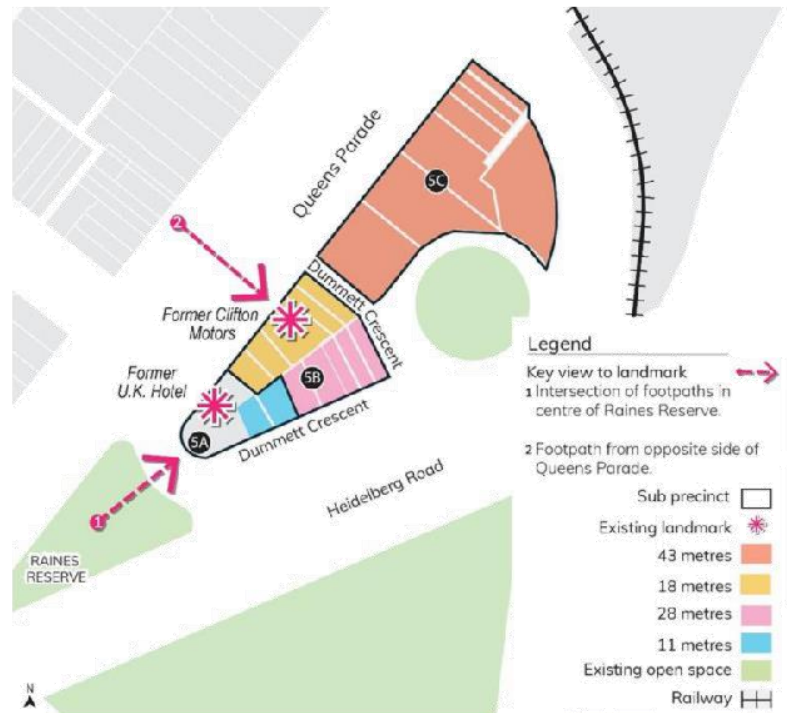 Queens Parade
5C
2
Dummett Crescent
Former Clifton
Motors
Former
U.K. Hotel
5B
5A
Dummett Crescent
Heidelberg Road
1
RAINES
RESERVE
N
Legend
Key view to landmark
1 Intersection of footpaths in
centre of Raines Reserve.
2 Footpath from opposite side of
Queens Parade.
Sub precinct
Existing landmark
43 metres
18 metres
28 metres
11 metres
Existing open space
Railway